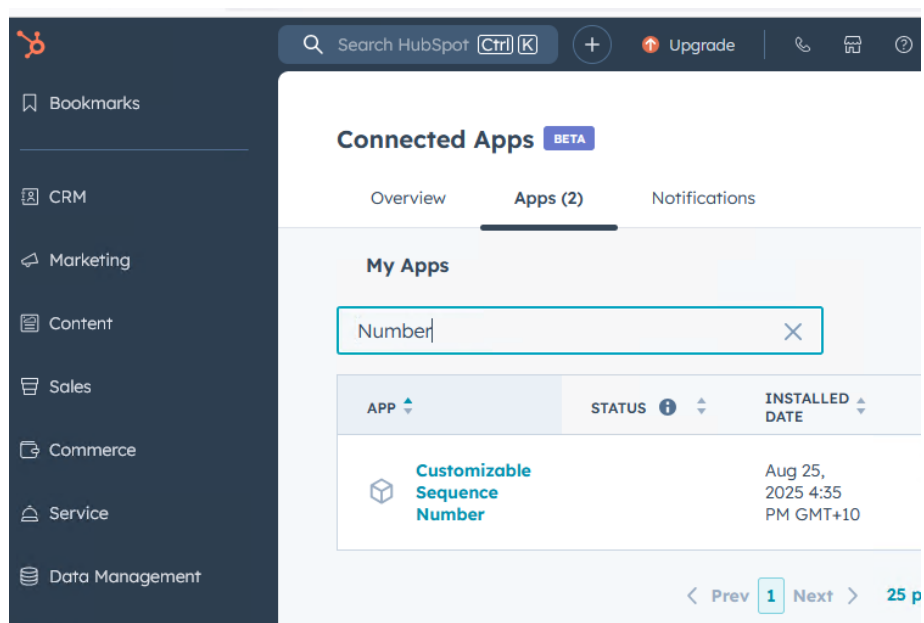 Search HubSpot Ctrl K
Upgrade
Bookmarks
CRM
Marketing
Content
Sales
Commerce
Service
Data Management
Connected Apps BETA
Overview Apps (2) Notifications
My Apps
Number
APP STATUS INSTALLED
DATE
Customizable
Sequence
Number
Aug 25,
2025 4:35
PM GMT+10
Prev 1 Next 25 p